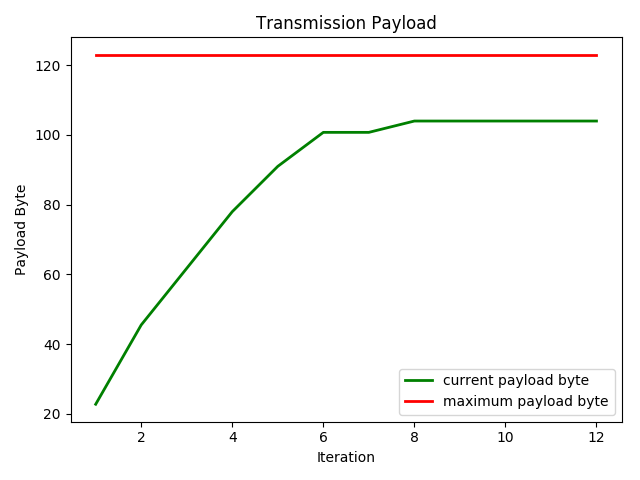 Transmission Payload
120
100
80
60
40
20
Payload Byte
2
4
6
8
10
12
Iteration
current payload byte
maximum payload byte